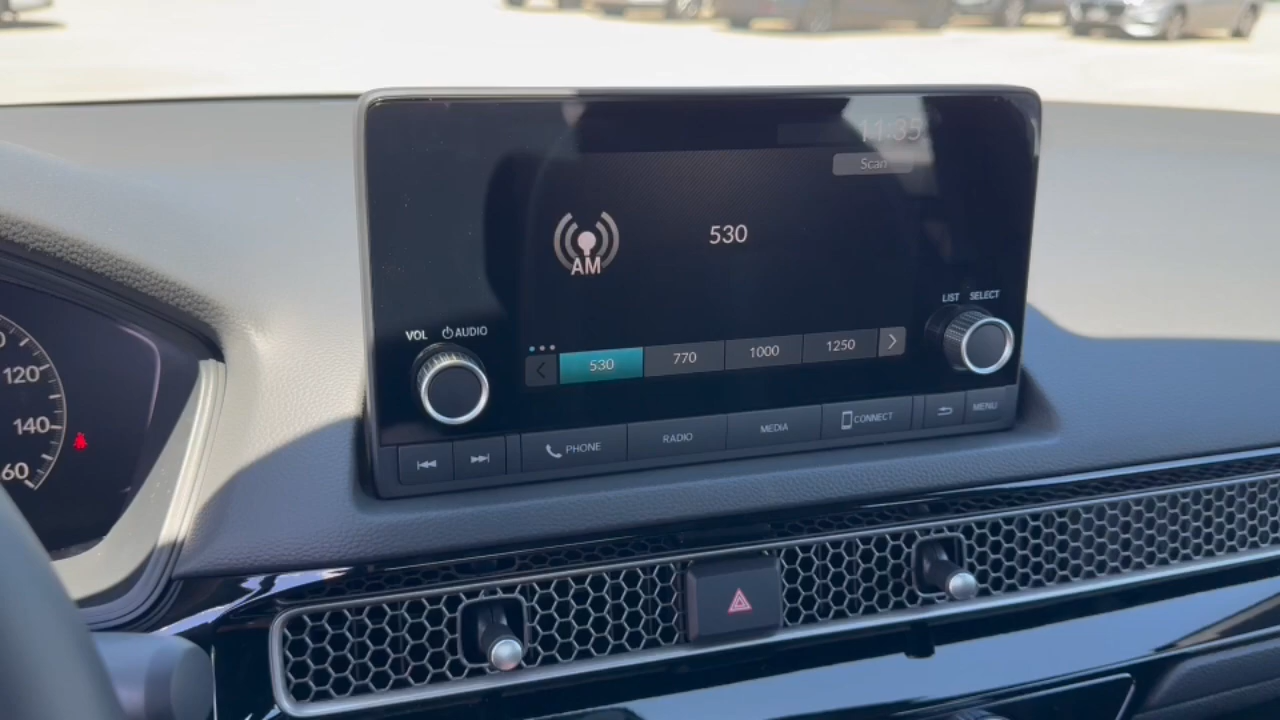 11:35
Scan
AM
530
LIST SELECT
VOL AUDIO
530 770 1000 1250
PHONE RADIO MEDIA CONNECT MENU
120
140
60